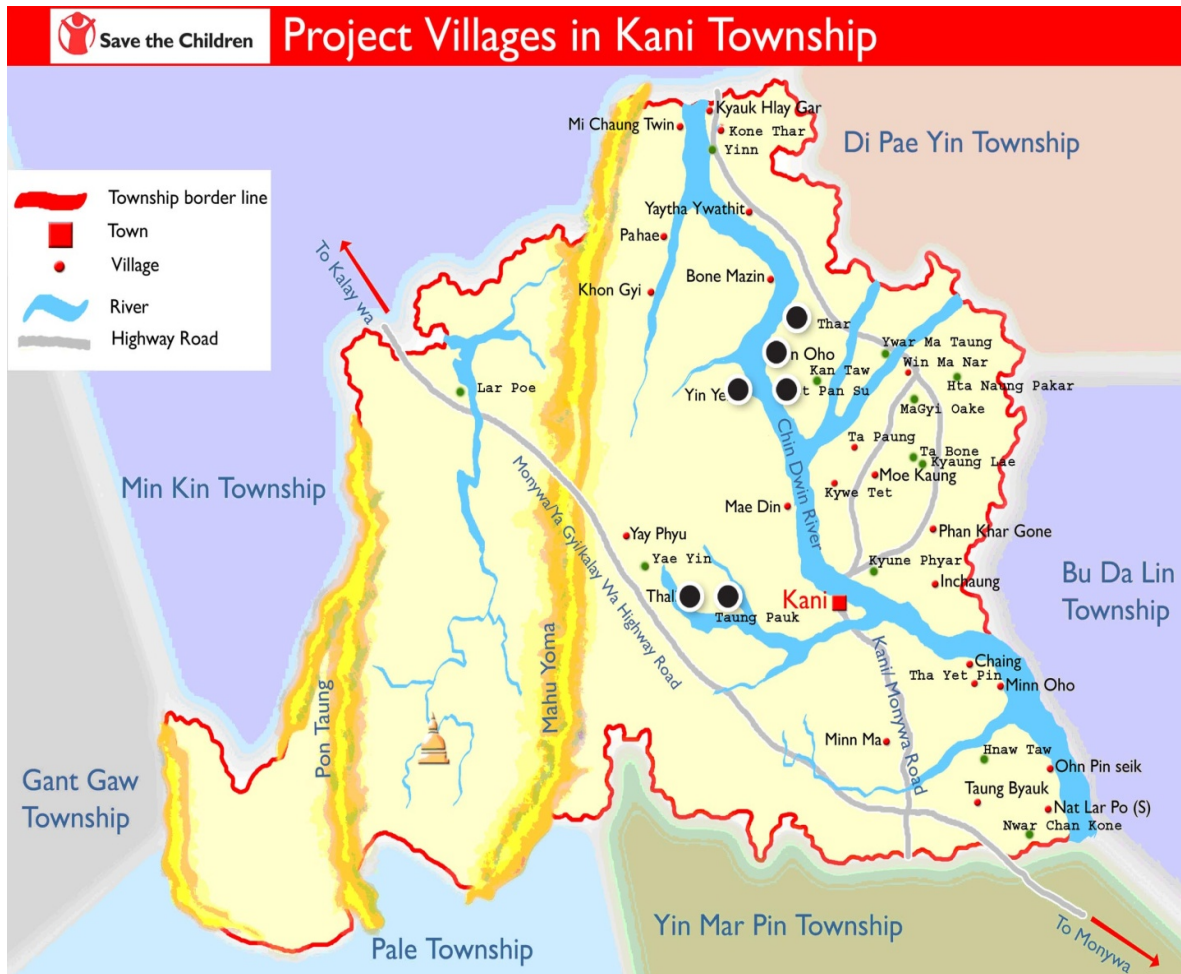 Save the Children
Project Villages in Kani Township
Kyauk Hlay Gar
Mi Chaung Twin
Kone Thar
Yinn
Di Pae Yin Township
Township border line
Town
Village
River
Highway Road
To Kalay wa
Yaytha Ywathit
Pahae
Bone Mazin
Khon Gyi
Thar
Oho
Ywar Ma Taung
Win Ma Nar
Kan Taw
Hta Naung Pakar
Lar Poe
Yin
Pan Su
MaGyi Oake
Chin Dwin River
Ta Paung
Ta Bone
Kyaung Lae
Moe Kaung
Kywe Tet
Min Kin Township
Monywa/Ya Gyi/kalay Wa Highway Road
Mae Din
Yay Phyu
Phan Khar Gone
Yae Yin
Kyune Phyar
Inchaung
Bu Da Lin
Township
Kani
Taung Pauk
Mahu Yoma
Pon Taung
Kani/ Monywa Road
Chaing
Tha Yet Pin
Minn Oho
Minn Ma
Hnaw Taw
Ohn Pin seik
Taung Byauk
Nat Lar Po (S)
Nwar Chan Kone
Gant Gaw
Township
Yin Mar Pin Township
Pale Township
To Monywa